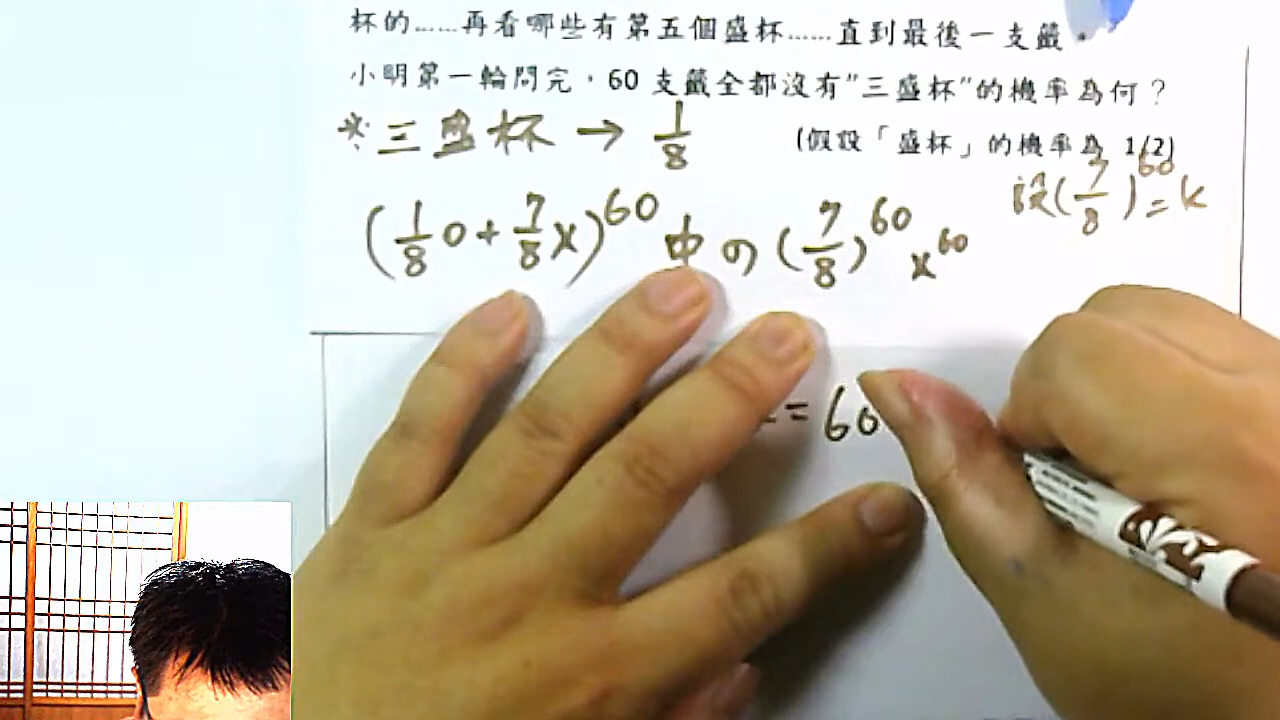 杯的……再看哪些有第五個盛杯……直到最後一支籤。
小明第一輪問完，60 支籤全都沒有"三盛杯"的機率為何？
(假設「盛杯」的機率為 1/2)
※三盛杯 → 1/8
設(7/8)^60 = k
(1/8 o + 7/8 x)^60 中の (7/8)^60 x^60
= 60